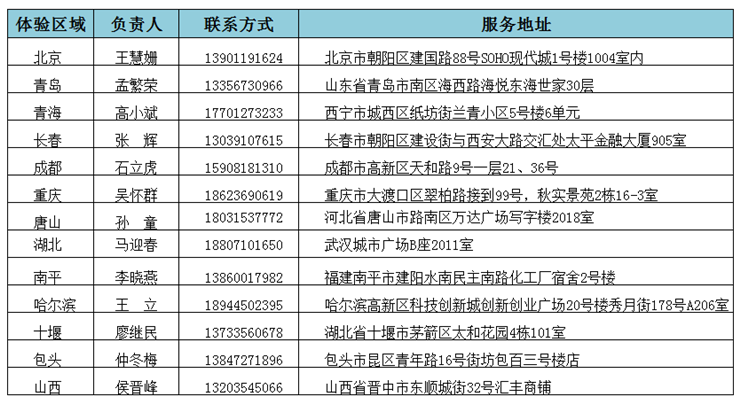 体验区域 负责人 联系方式 服务地址
北京 王慧姗 13901191624 北京市朝阳区建国路88号SOHO现代城1号楼1004室内
青岛 孟繁荣 13356730966 山东省青岛市南区海西路海悦东海世家30层
青海 高小斌 17701273233 西宁市城西区纸坊街兰青小区5号楼6单元
长春 张 辉 13039107615 长春市朝阳区建设街与西安大路交汇处太平金融大厦905室
成都 石立虎 15908181310 成都市高新区天和路9号一层21、36号
重庆 吴怀群 18623690619 重庆市大渡口区翠柏路接到99号，秋实景苑2栋16-3室
唐山 孙 童 18031537772 河北省唐山市路南区万达广场写字楼2018室
湖北 马迎春 18807101650 武汉城市广场B座2011室
南平 李晓燕 13860017982 福建南平市建阳水南民主南路化工厂宿舍2号楼
哈尔滨 王 立 18944502395 哈尔滨高新区科技创新城创新创业广场20号楼秀月街178号A206室
十堰 廖继民 13733560678 湖北省十堰市茅箭区太和花园4栋101室
包头 仲冬梅 13847271896 包头市昆区青年路16号街坊包百三号楼店
山西 侯晋峰 13203545066 山西省晋中市东顺城街32号汇丰商铺